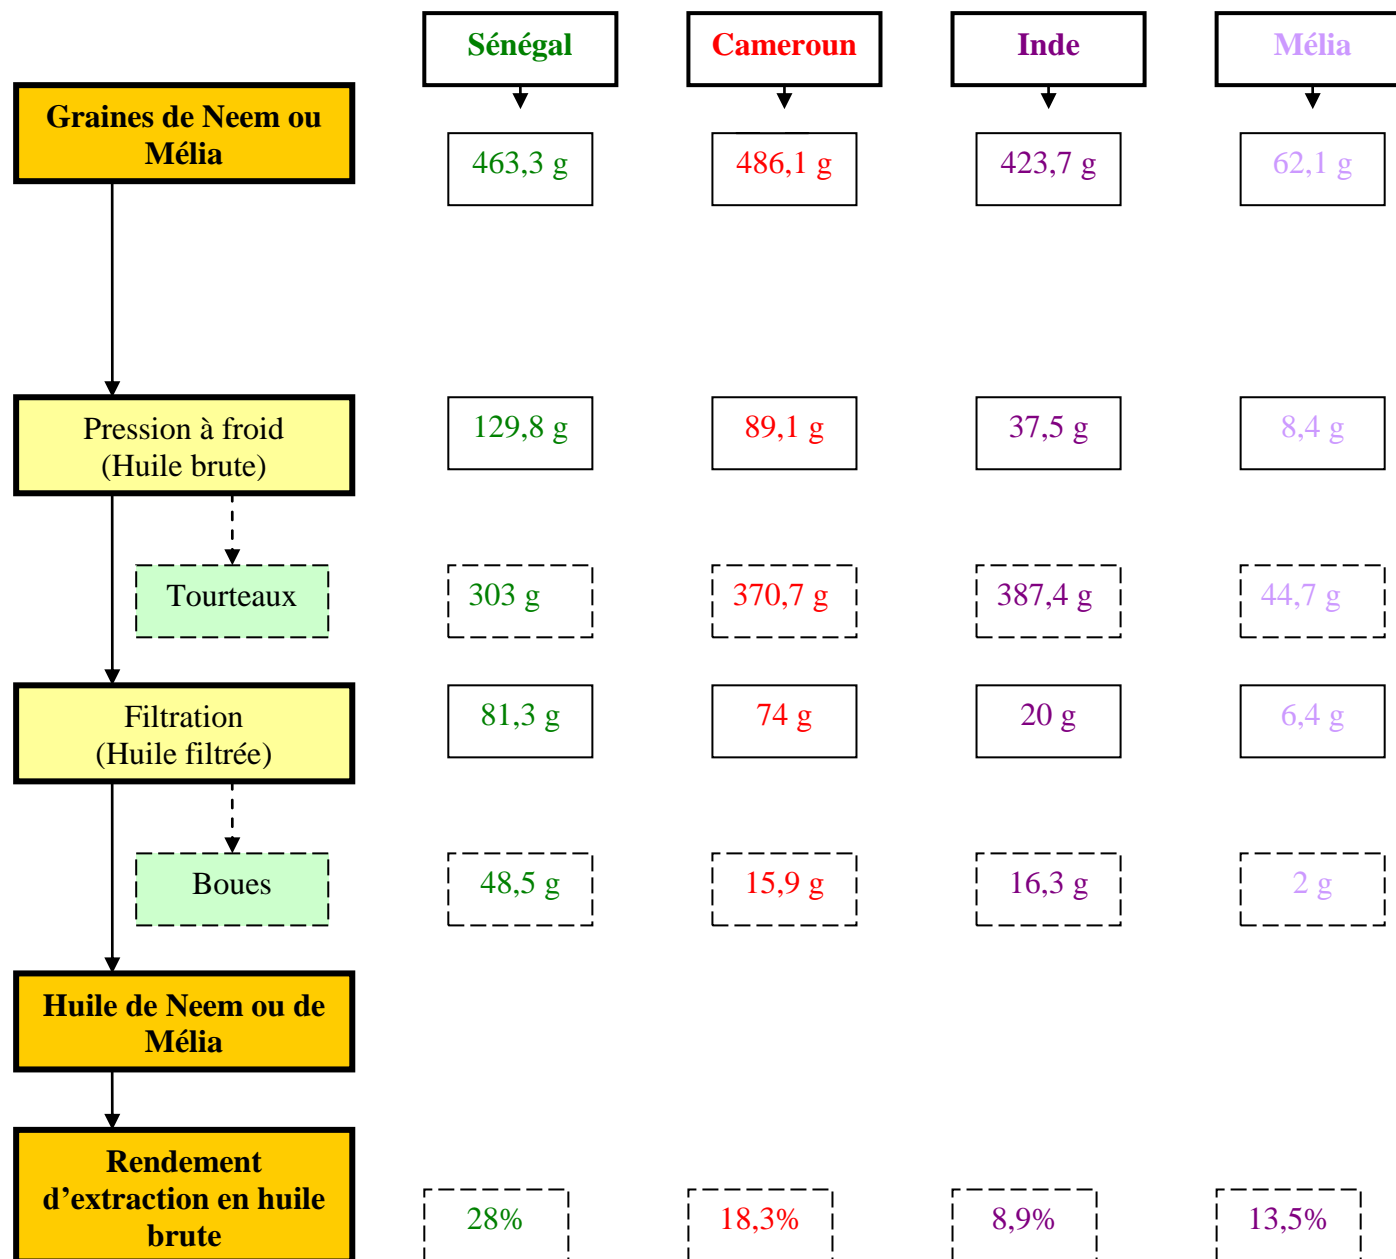 Sénégal
Cameroun
Inde
Mélia
Graines de Neem ou
Mélia
463,3 g
486,1 g
423,7 g
62,1 g
Pression à froid
(Huile brute)
129,8 g
89,1 g
37,5 g
8,4 g
Tourteaux
303 g
370,7 g
387,4 g
44,7 g
Filtration
(Huile filtrée)
81,3 g
74 g
20 g
6,4 g
Boues
48,5 g
15,9 g
16,3 g
2 g
Huile de Neem ou de
Mélia
Rendement
d’extraction en huile
brute
28%
18,3%
8,9%
13,5%